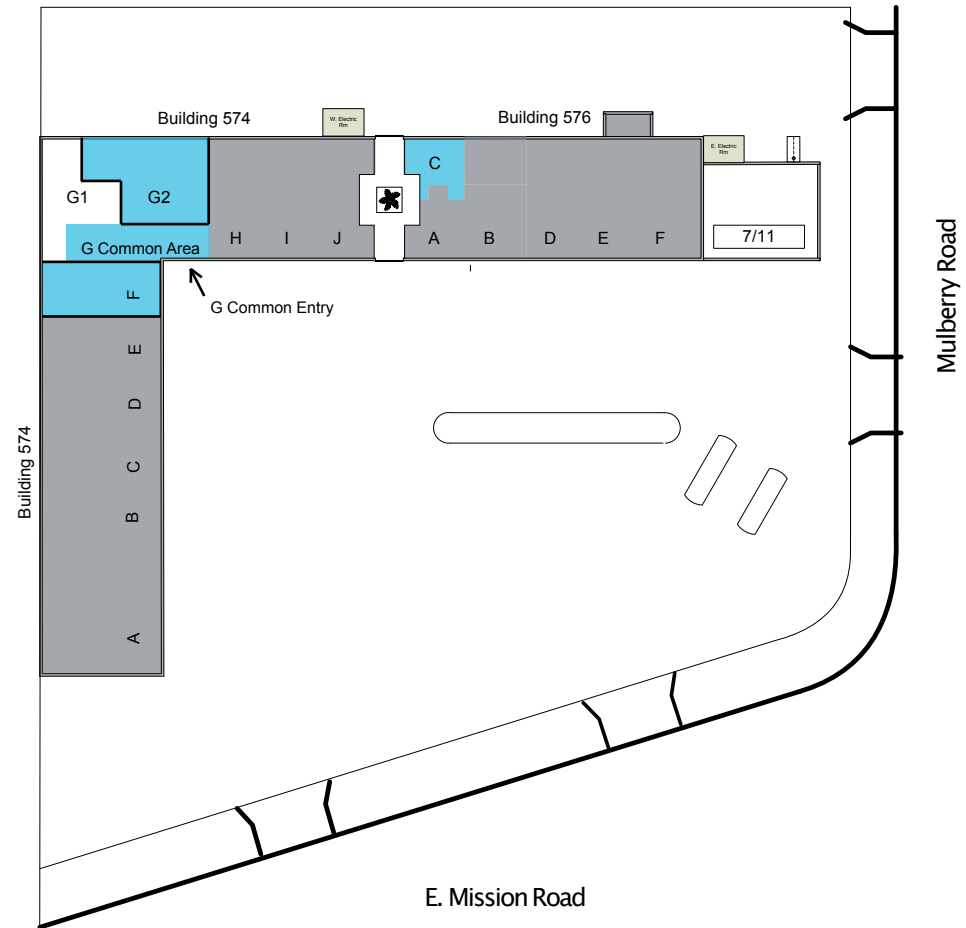 Building 574
W. Electric
Rm
Building 576
E. Electric
Rm
C
G1
G2
G Common Area
H
I
J
A
B
D
E
F
7/11
F
G Common Entry
E
D
C
B
A
Building 574
Mulberry Road
E. Mission Road